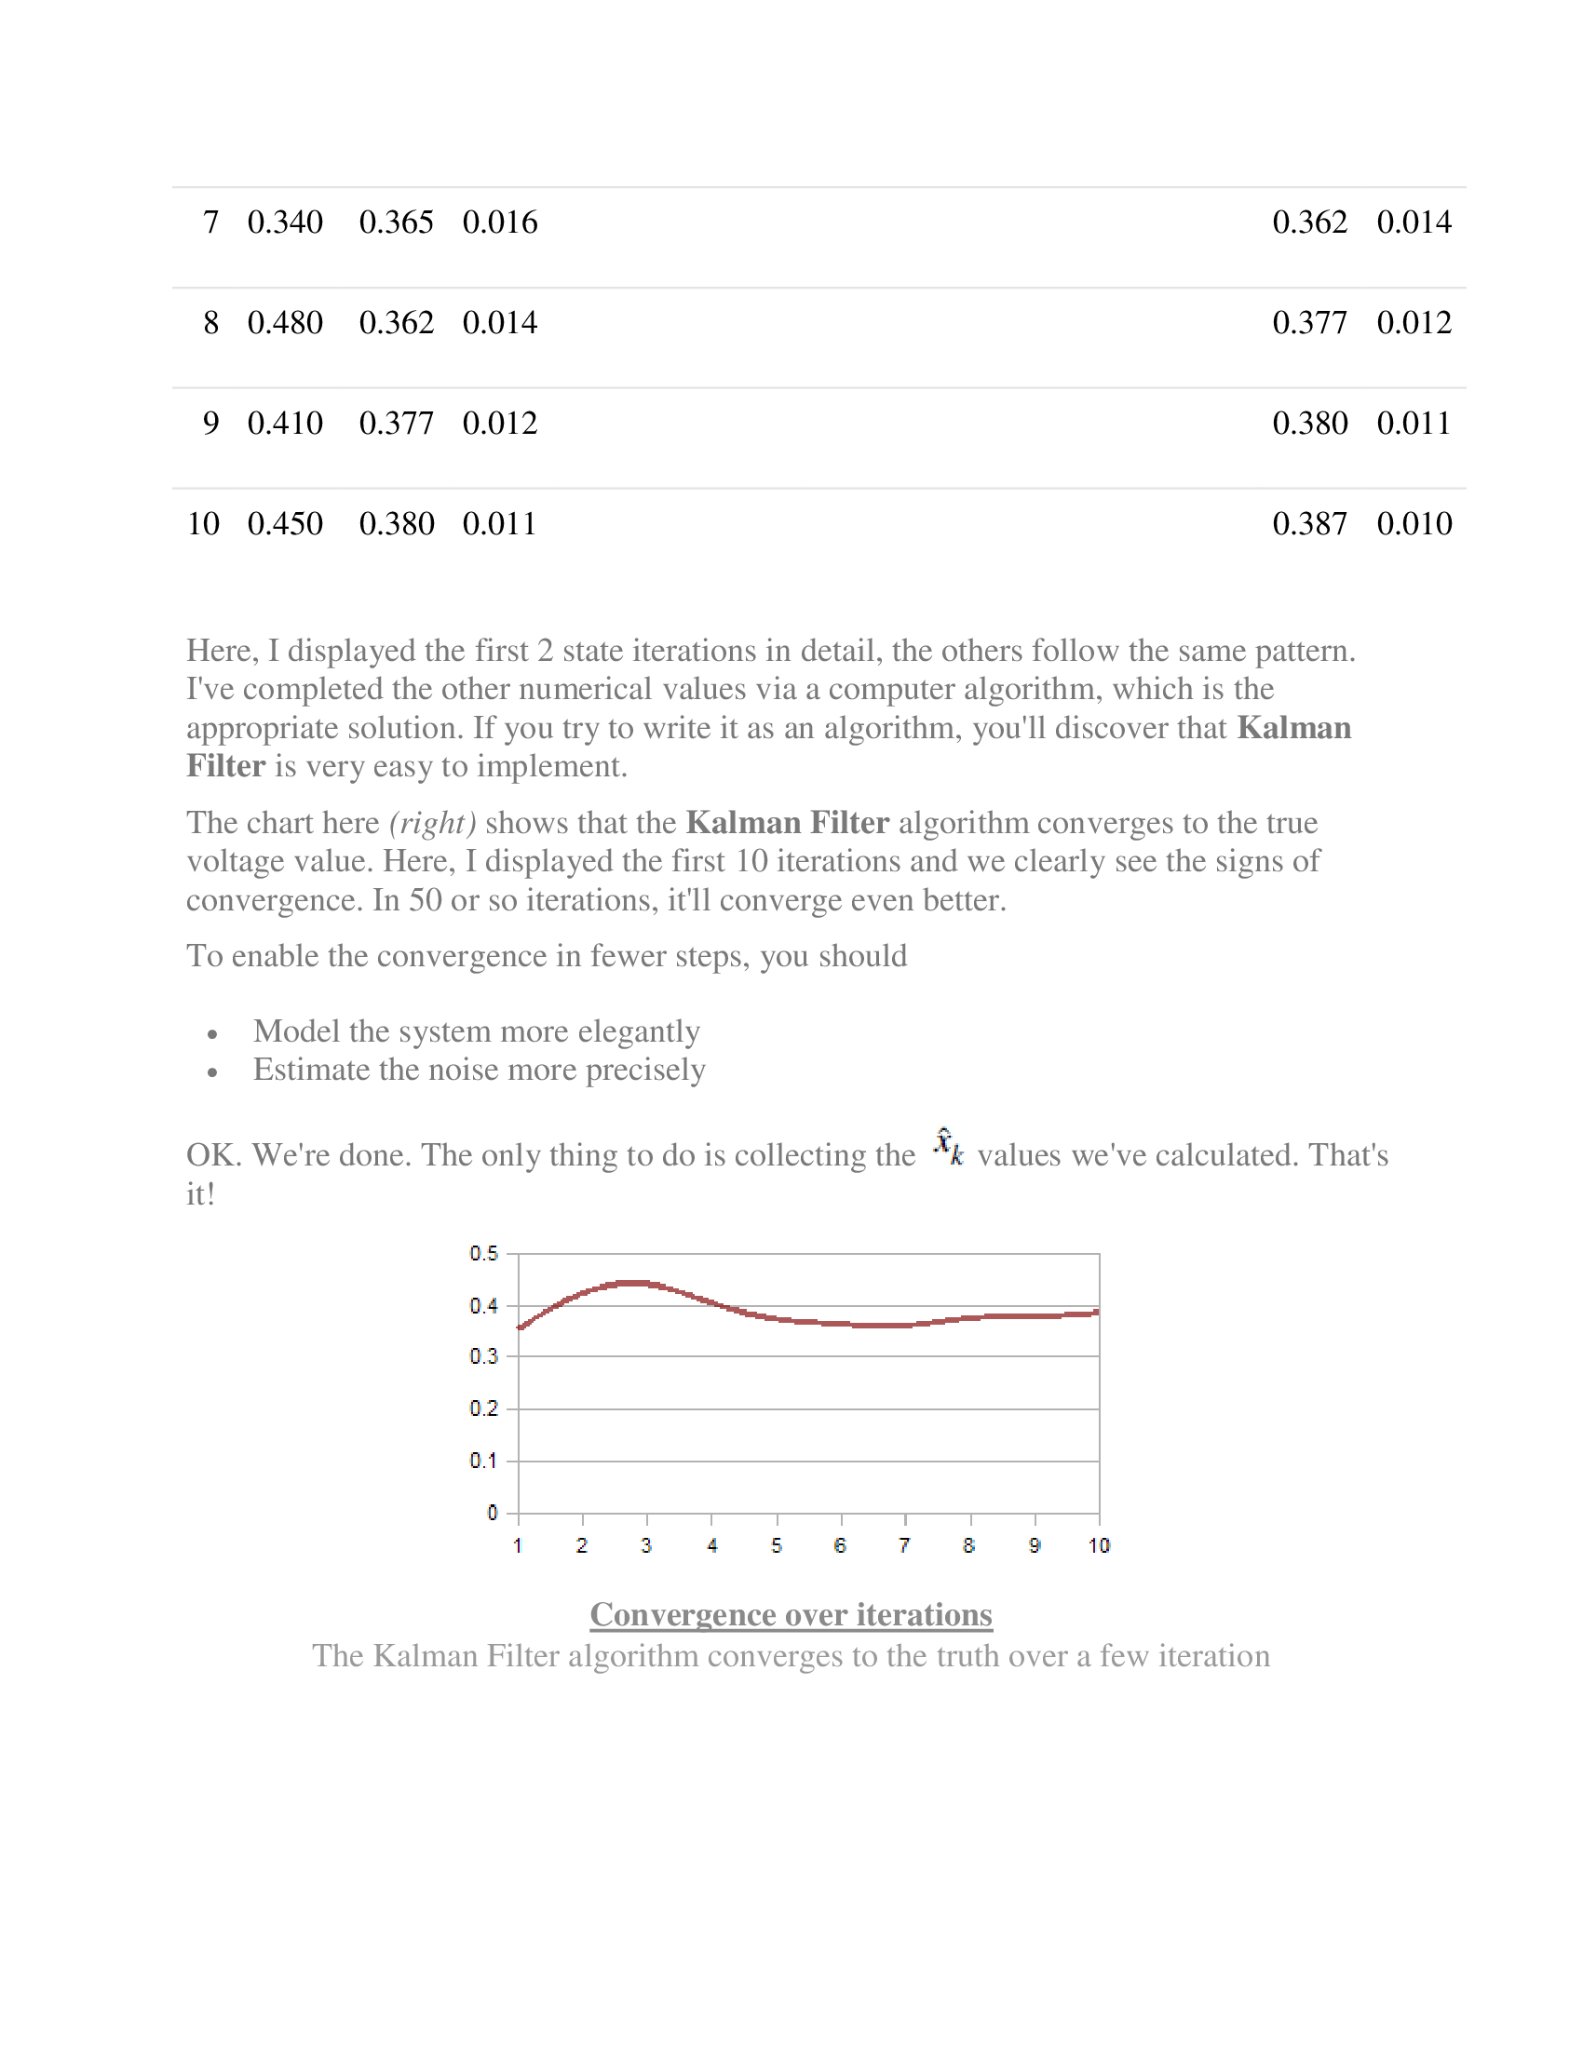 7 0.340 0.365 0.016 0.362 0.014
8 0.480 0.362 0.014 0.377 0.012
9 0.410 0.377 0.012 0.380 0.011
10 0.450 0.380 0.011 0.387 0.010
Here, I displayed the first 2 state iterations in detail, the others follow the same pattern.
I've completed the other numerical values via a computer algorithm, which is the
appropriate solution. If you try to write it as an algorithm, you'll discover that Kalman
Filter is very easy to implement.
The chart here (right) shows that the Kalman Filter algorithm converges to the true
voltage value. Here, I displayed the first 10 iterations and we clearly see the signs of
convergence. In 50 or so iterations, it'll converge even better.
To enable the convergence in fewer steps, you should
• Model the system more elegantly
• Estimate the noise more precisely
OK. We're done. The only thing to do is collecting the x̂k values we've calculated. That's
it!
0.5
0.4
0.3
0.2
0.1
0
1 2 3 4 5 6 7 8 9 10
Convergence over iterations
The Kalman Filter algorithm converges to the truth over a few iteration